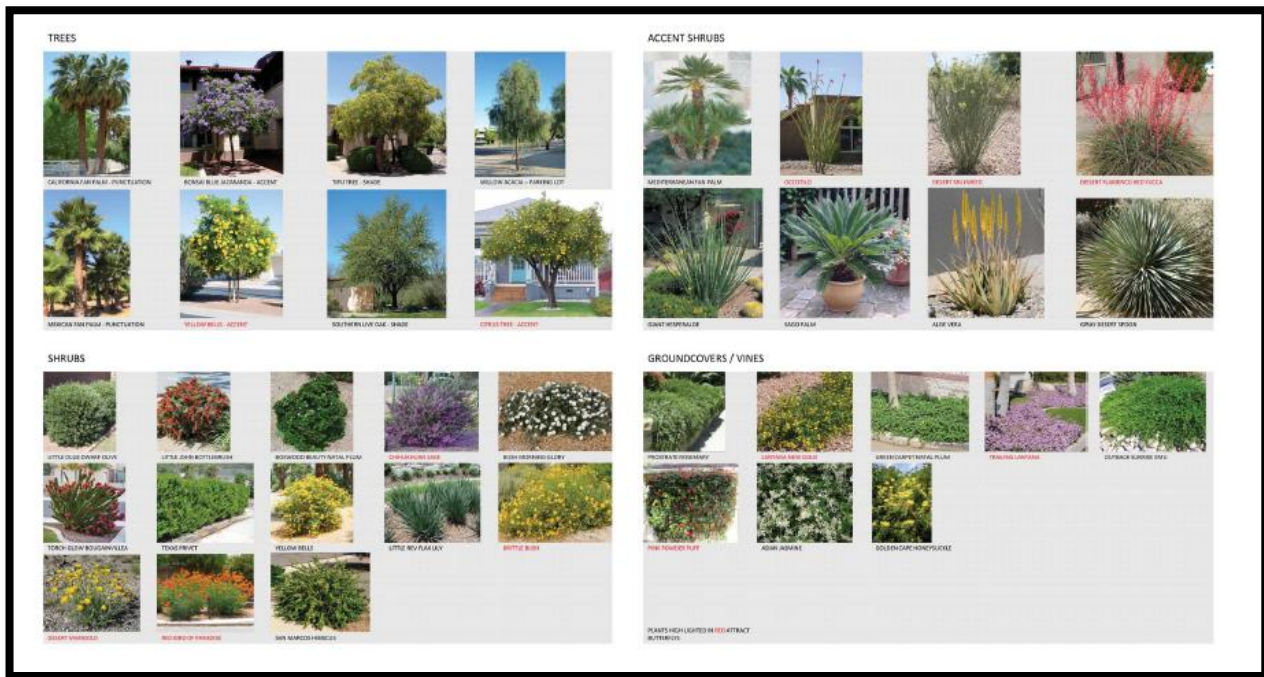 TREES
CALIFORNIA FAN PALM - PUNCTUATION
BONSAI BLUE JACARANDA - ACCENT
TIPU TREE - SHADE
WILLOW ACACIA - PARKING LOT
MEXICAN FAN PALM - PUNCTUATION
YELLOW BELLS - ACCENT
SOUTHERN LIVE OAK - SHADE
CITRUS TREE - ACCENT
ACCENT SHRUBS
MEDITERRANEAN FAN PALM
OCOTILLO
DESERT MILKWEED
DESERT FLAMENCO RED YUCCA
GIANT HESPERALOE
SAGO PALM
ALOE VERA
DESERT SPOON
SHRUBS
LITTLE OLLIE DWARF OLIVE
LITTLE JOHN BOTTLEBRUSH
BOXWOOD BEAUTY NATAL PLUM
CHIHUAHUAN SAGE
BUSH MORNING GLORY
TORCH GLOW BOUGAINVILLEA
TEXAS PRIVET
YELLOW BELLS
LITTLE REV FLAX LILY
BRITTLE BUSH
DESERT MARIGOLD
RED BIRD OF PARADISE
SAN MARCOS HIBISCUS
GROUNDCOVERS / VINES
PROSTRATE ROSEMARY
LANTANA NEW GOLD
GREEN CARPET NATAL PLUM
TRAILING LANTANA
OUTBACK SUNRISE EMU
PINK POWDER PUFF
ASIAN JASMINE
GOLDEN CAPE HONEYSUCKLE
PLANTS HIGH LIGHTED IN RED ATTRACT